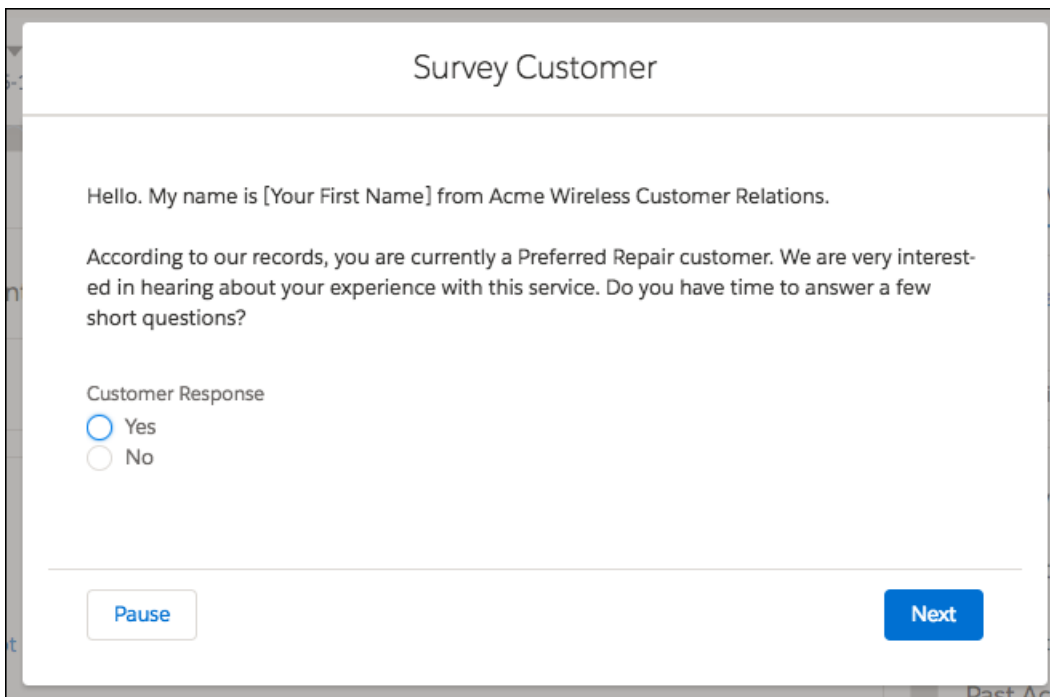 Survey Customer
Hello. My name is [Your First Name] from Acme Wireless Customer Relations.
According to our records, you are currently a Preferred Repair customer. We are very interest-
ed in hearing about your experience with this service. Do you have time to answer a few
short questions?
Customer Response
Yes
No
Pause
Next